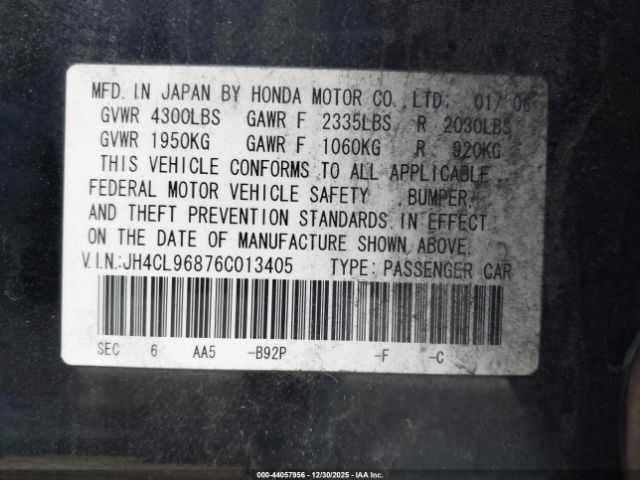 MFD. IN JAPAN BY HONDA MOTOR CO.,LTD. 01/06
GVWR 4300LBS GAWR F 2335LBS R 2030LBS
GVWR 1950KG GAWR F 1060KG R 920KG
THIS VEHICLE CONFORMS TO ALL APPLICABLE
FEDERAL MOTOR VEHICLE SAFETY ,BUMPER,
AND THEFT PREVENTION STANDARDS IN EFFECT
ON THE DATE OF MANUFACTURE SHOWN ABOVE.
V.I.N.:JH4CL96876C013405 TYPE: PASSENGER CAR
SEC 6 AA5 -B92P -F -C
000-44057956 - 12/30/2025 - IAA Inc.